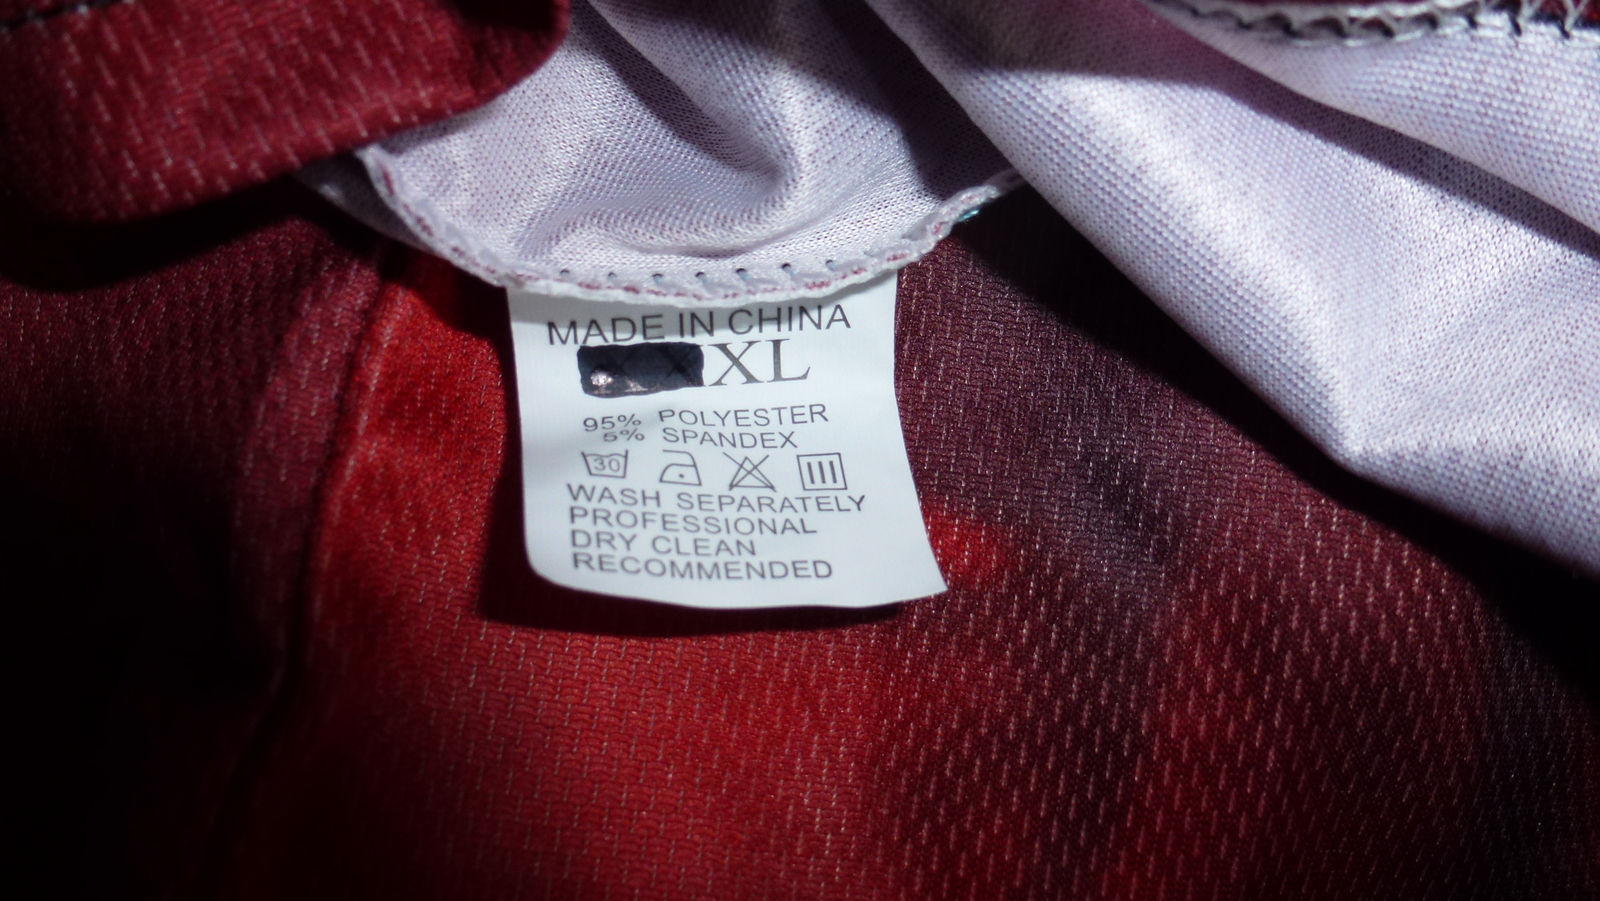 MADE IN CHINA
XL
95% POLYESTER
5% SPANDEX
30
WASH SEPARATELY
PROFESSIONAL
DRY CLEAN
RECOMMENDED